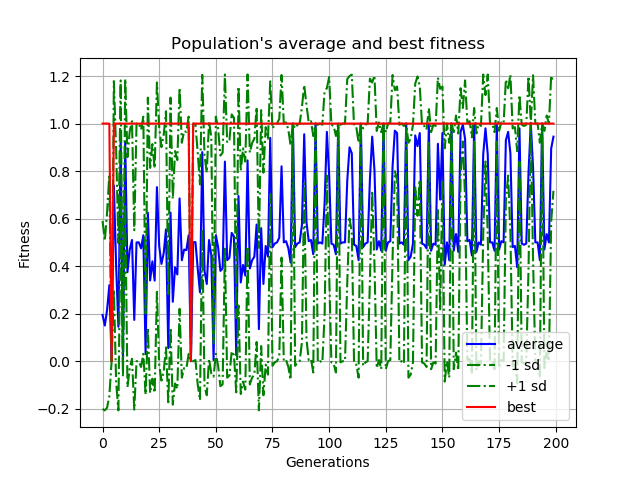 Population's average and best fitness
1.2
1.0
0.8
0.6
0.4
0.2
0.0
−0.2
Fitness
0 25 50 75 100 125 150 175 200
Generations
average
-1 sd
+1 sd
best